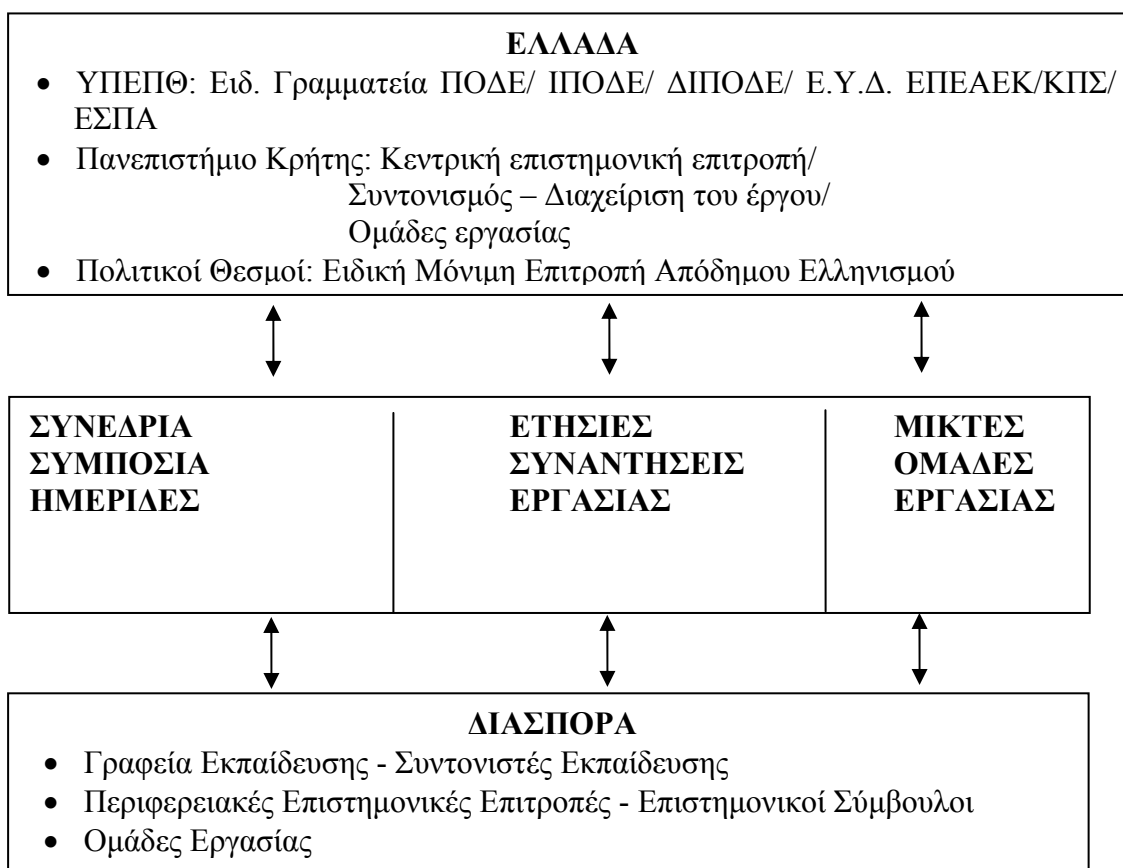 ΕΛΛΑΔΑ
• ΥΠΕΠΘ: Ειδ. Γραμματεία ΠΟΔΕ/ ΙΠΟΔΕ/ ΔΙΠΟΔΕ/ Ε.Υ.Δ. ΕΠΕΑΕΚ/ΚΠΣ/
ΕΣΠΑ
• Πανεπιστήμιο Κρήτης: Κεντρική επιστημονική επιτροπή/
Συντονισμός – Διαχείριση του έργου/
Ομάδες εργασίας
• Πολιτικοί Θεσμοί: Ειδική Μόνιμη Επιτροπή Απόδημου Ελληνισμού
ΣΥΝΕΔΡΙΑ
ΣΥΜΠΟΣΙΑ
ΗΜΕΡΙΔΕΣ
ΕΤΗΣΙΕΣ
ΣΥΝΑΝΤΗΣΕΙΣ
ΕΡΓΑΣΙΑΣ
ΜΙΚΤΕΣ
ΟΜΑΔΕΣ
ΕΡΓΑΣΙΑΣ
ΔΙΑΣΠΟΡΑ
• Γραφεία Εκπαίδευσης - Συντονιστές Εκπαίδευσης
• Περιφερειακές Επιστημονικές Επιτροπές - Επιστημονικοί Σύμβουλοι
• Ομάδες Εργασίας